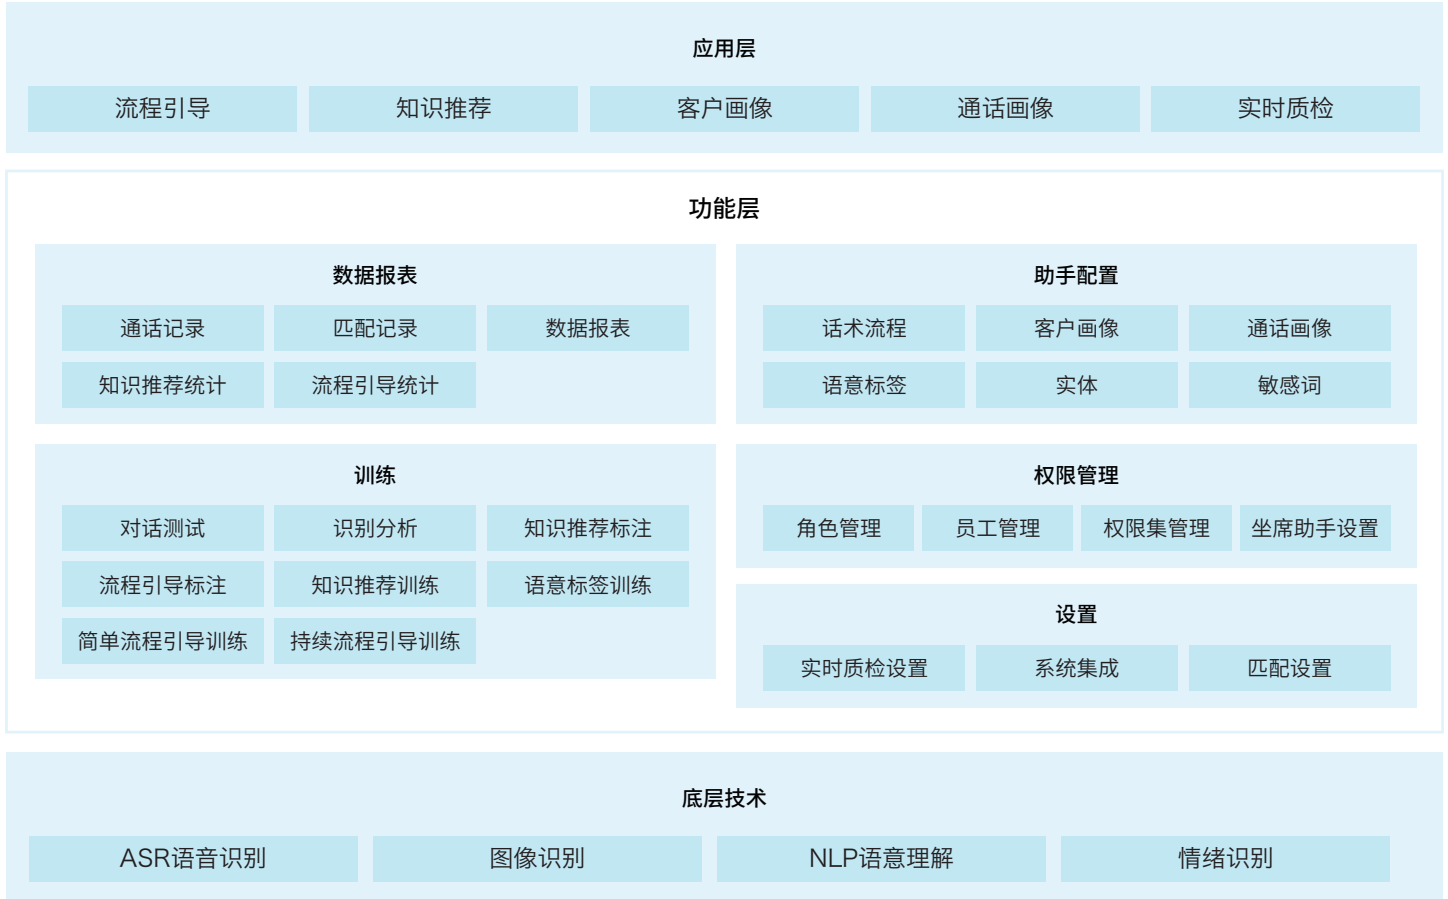 应用层
流程引导
知识推荐
客户画像
通话画像
实时质检
功能层
数据报表
通话记录
匹配记录
数据报表
知识推荐统计
流程引导统计
助手配置
话术流程
客户画像
通话画像
语意标签
实体
敏感词
训练
对话测试
识别分析
知识推荐标注
流程引导标注
知识推荐训练
语意标签训练
简单流程引导训练
持续流程引导训练
权限管理
角色管理
员工管理
权限集管理
坐席助手设置
设置
实时质检设置
系统集成
匹配设置
底层技术
ASR语音识别
图像识别
NLP语意理解
情绪识别